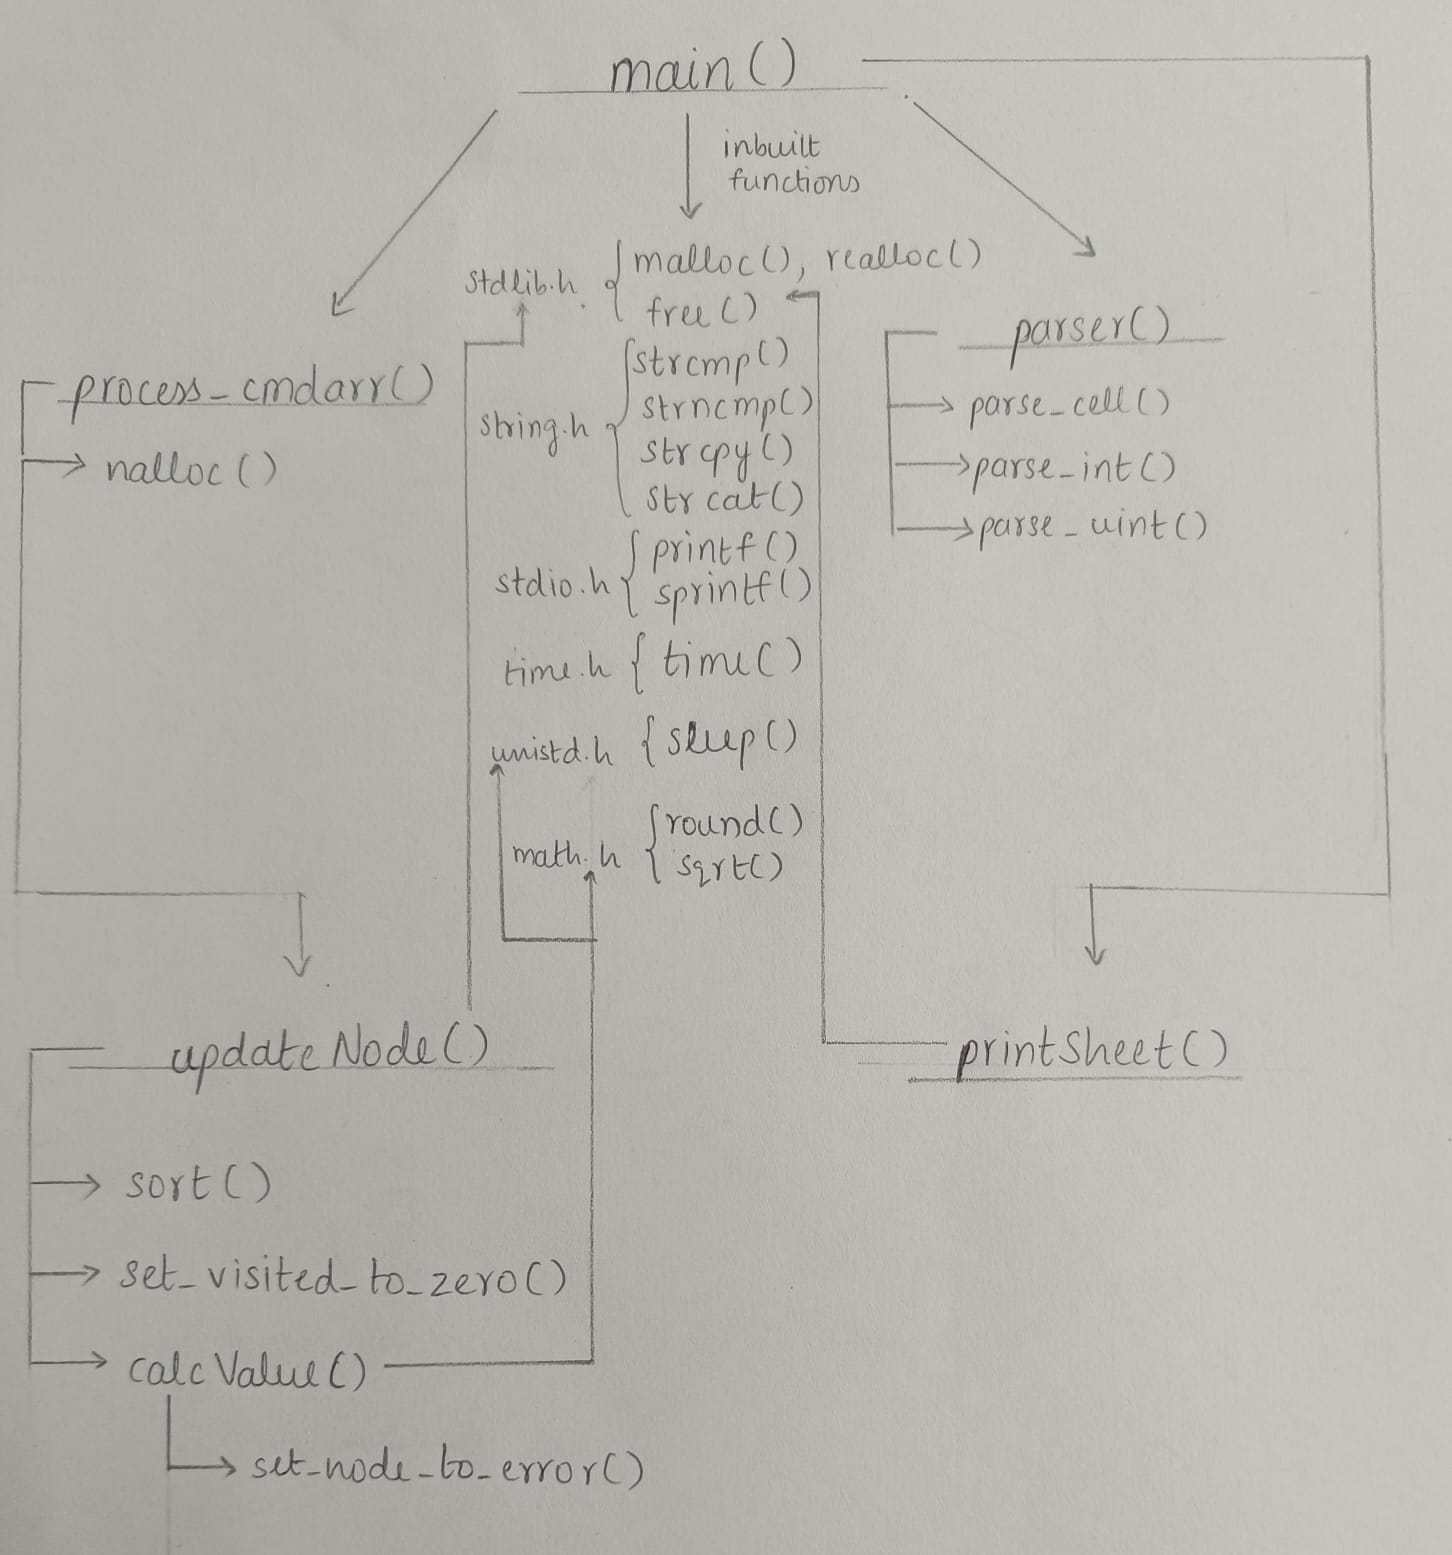 main()
inbuilt
functions
stdlib.h { malloc(), realloc()
free()
string.h { strcmp()
strncmp()
strcpy()
strcat()
stdio.h { printf()
sprintf()
time.h { time()
unistd.h { sleep()
math.h { round()
sqrt()
process_cmdarr()
nalloc()
parser()
parse_cell()
parse_int()
parse_uint()
updateNode()
sort()
set_visited_to_zero()
calcValue()
set_node_to_error()
printSheet()